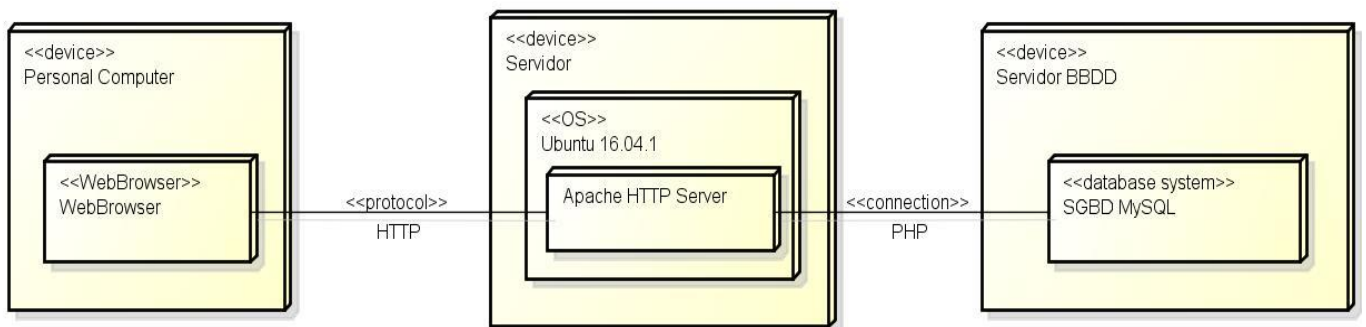 <<device>>
Personal Computer
<<WebBrowser>>
WebBrowser
<<protocol>>
HTTP
<<device>>
Servidor
<<OS>>
Ubuntu 16.04.1
Apache HTTP Server
<<connection>>
PHP
<<device>>
Servidor BBDD
<<database system>>
SGBD MySQL